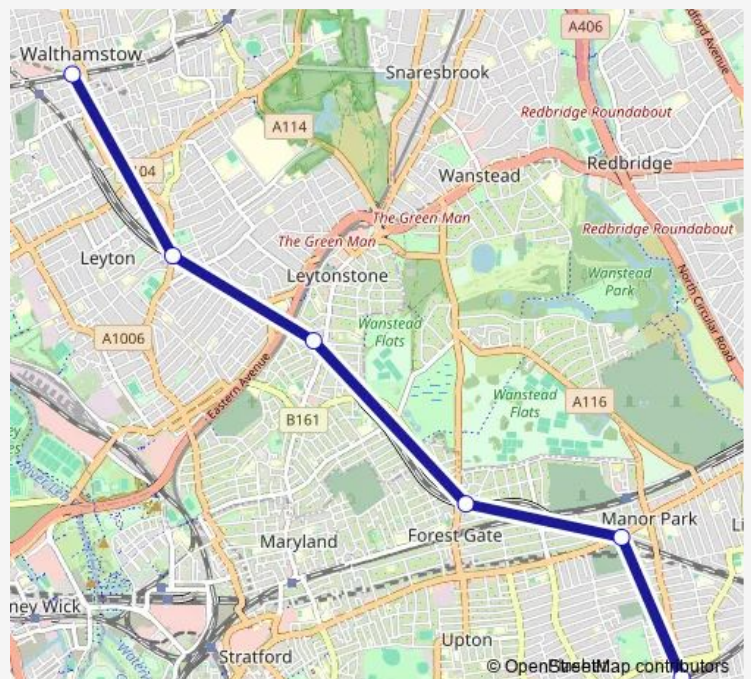 A406
Walthamstow
Snaresbrook
Redbridge Roundabout
A114
Redbridge
04
Wanstead
The Green Man
The Green Man
Redbridge Roundabout
Leyton
Leytonstone
Wanstead
Park
North Circular Road
Wanstead
Flats
A1006
Eastern Avenue
Wanstead
Flats
A116
B161
Manor Park
Forest Gate
Maryland
ney Wick
Upton
Stratford
© OpenStreetMap contributors